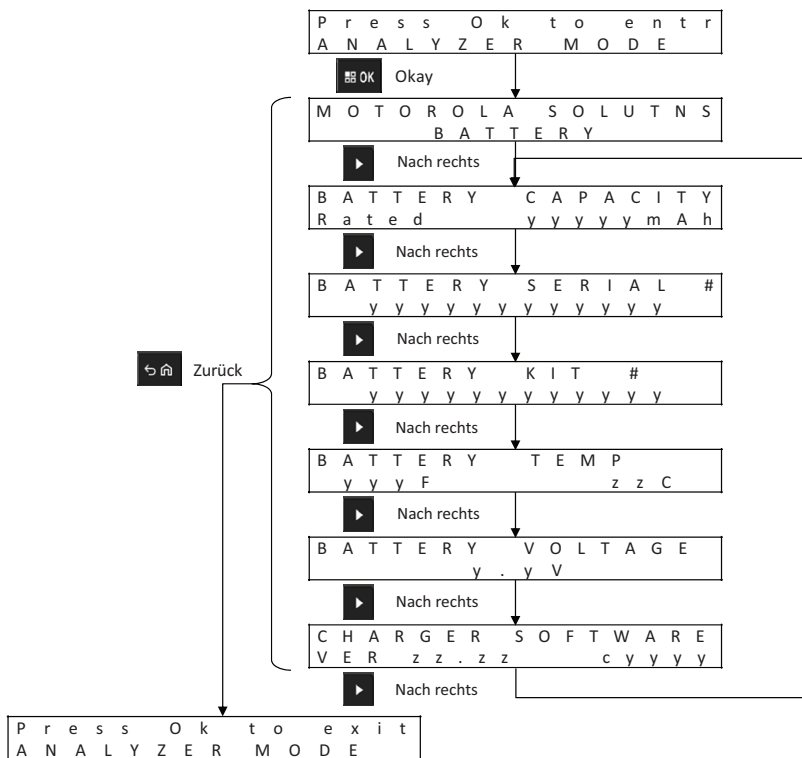 Press Ok to entr
ANALYZER MODE
OK Okay
MOTOROLA SOLUTNS
BATTERY
Nach rechts
BATTERY CAPACITY
Rated yyyyymAh
Nach rechts
BATTERY SERIAL #
yyyyyyyyyyyy
Nach rechts
Zurück
BATTERY KIT #
yyyyyyyyyyyy
Nach rechts
BATTERY TEMP
yyyF zzC
Nach rechts
BATTERY VOLTAGE
y.yV
Nach rechts
CHARGER SOFTWARE
VER zz.zz cyyyy
Nach rechts
Press Ok to exit
ANALYZER MODE